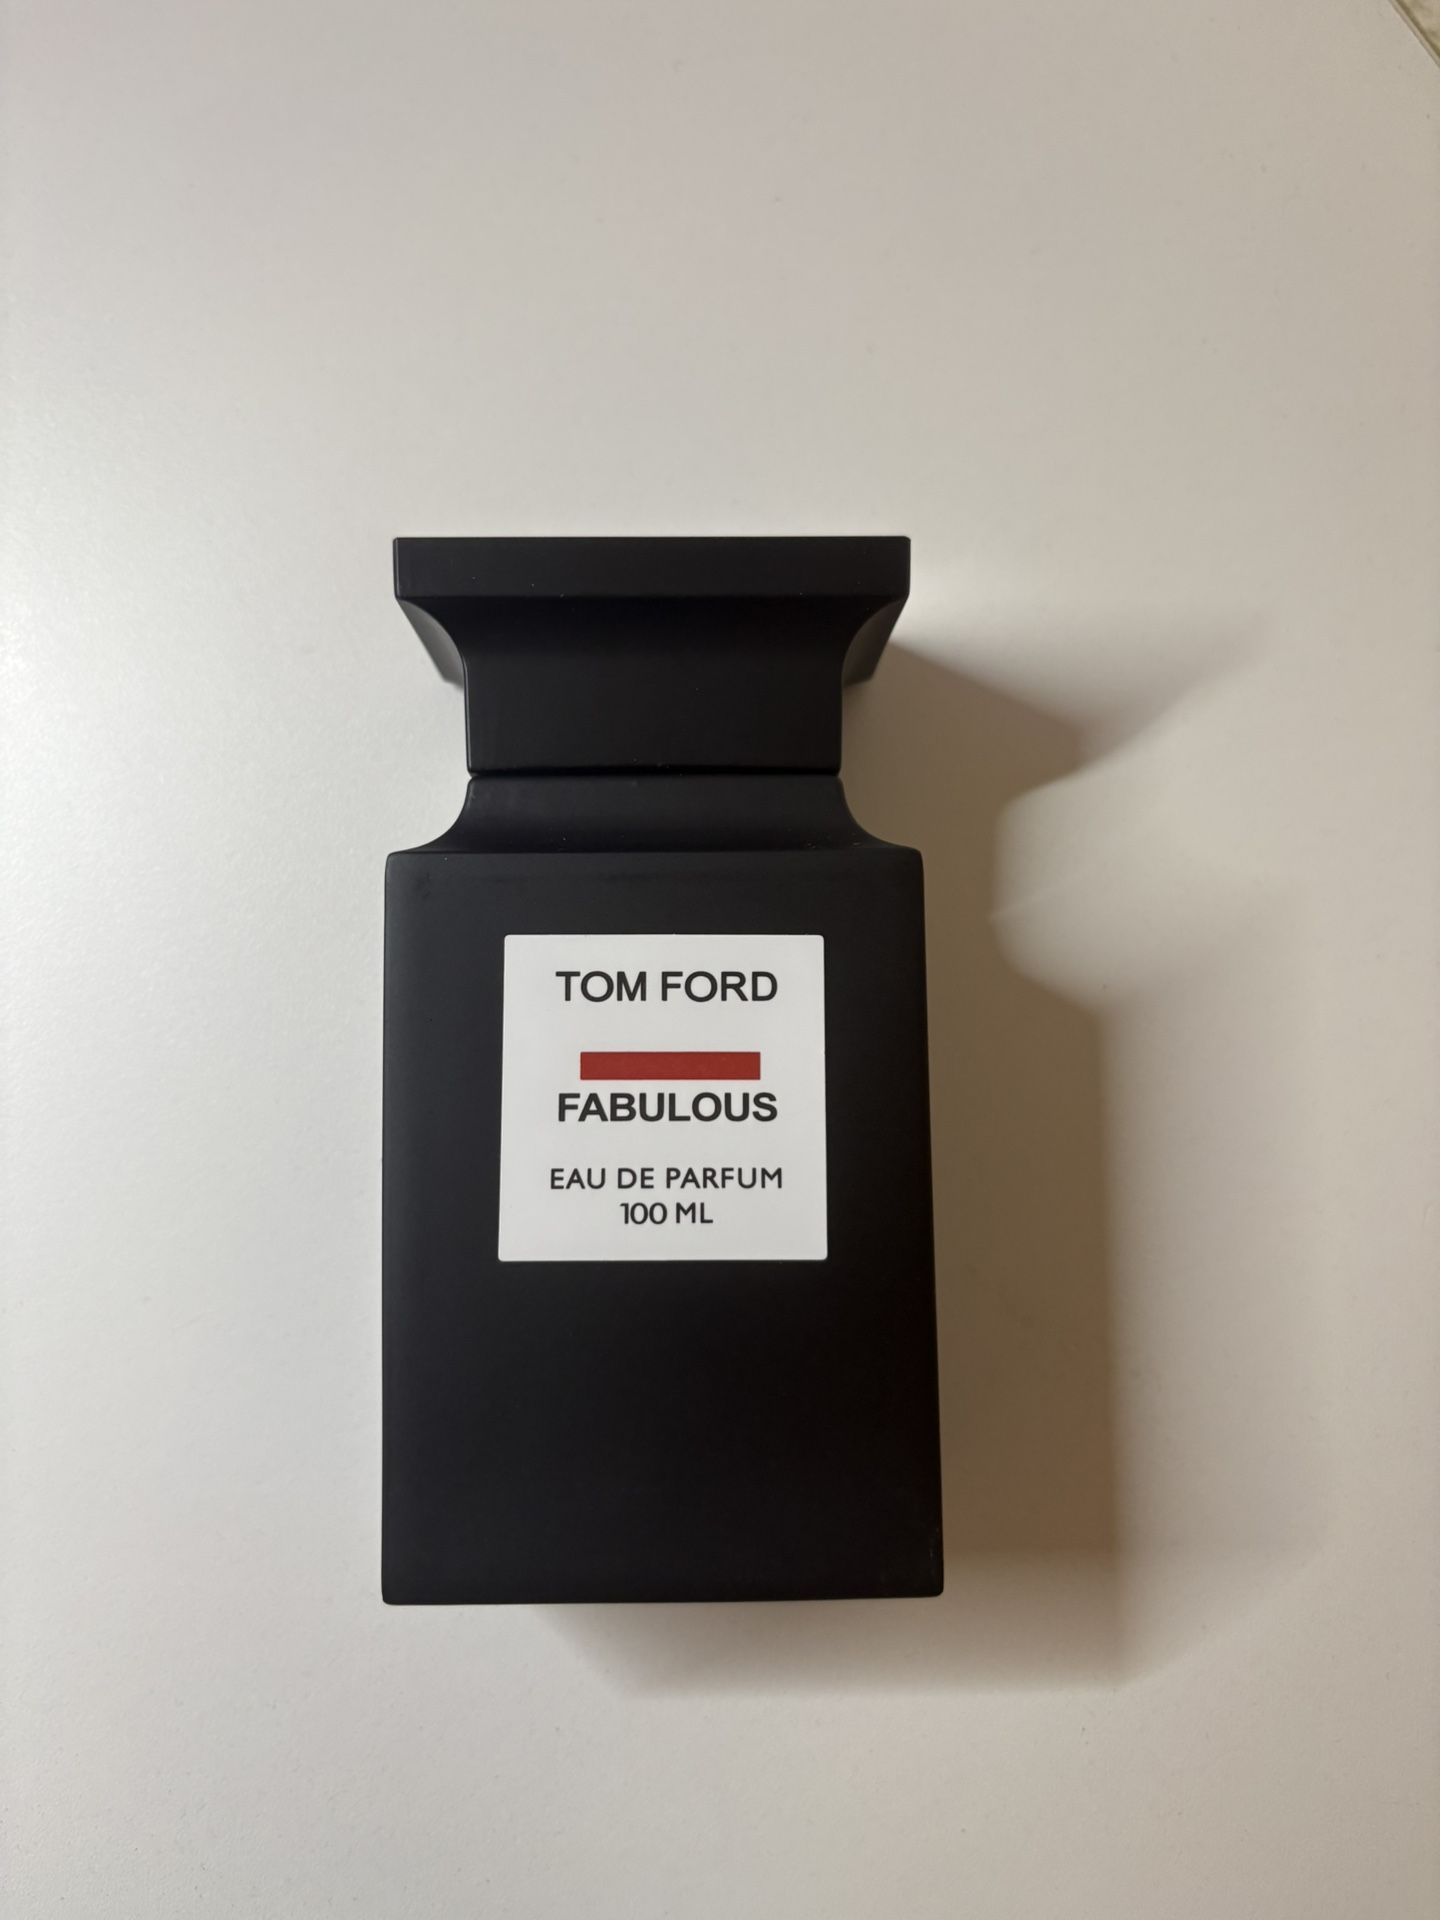 TOM FORD
FABULOUS
EAU DE PARFUM
100 ML